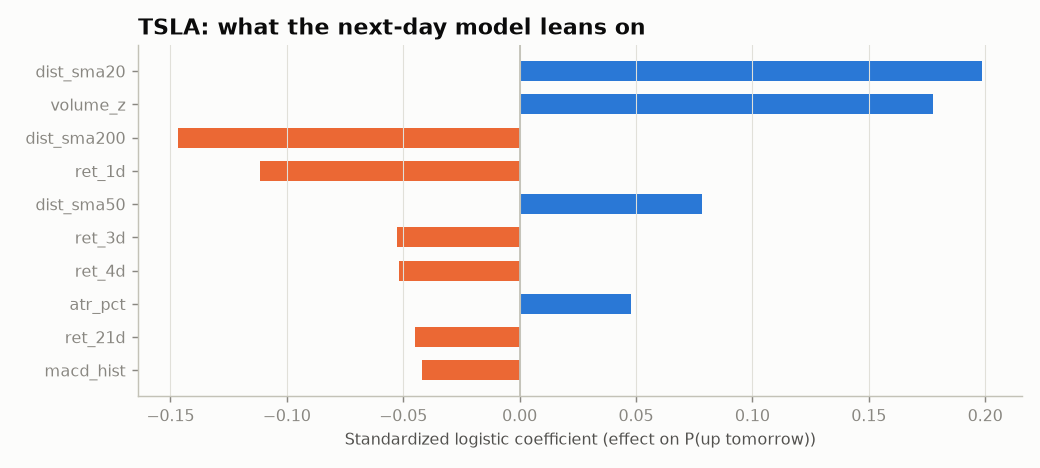 TSLA: what the next-day model leans on
dist_sma20
volume_z
dist_sma200
ret_1d
dist_sma50
ret_3d
ret_4d
atr_pct
ret_21d
macd_hist
−0.15 −0.10 −0.05 0.00 0.05 0.10 0.15 0.20
Standardized logistic coefficient (effect on P(up tomorrow))